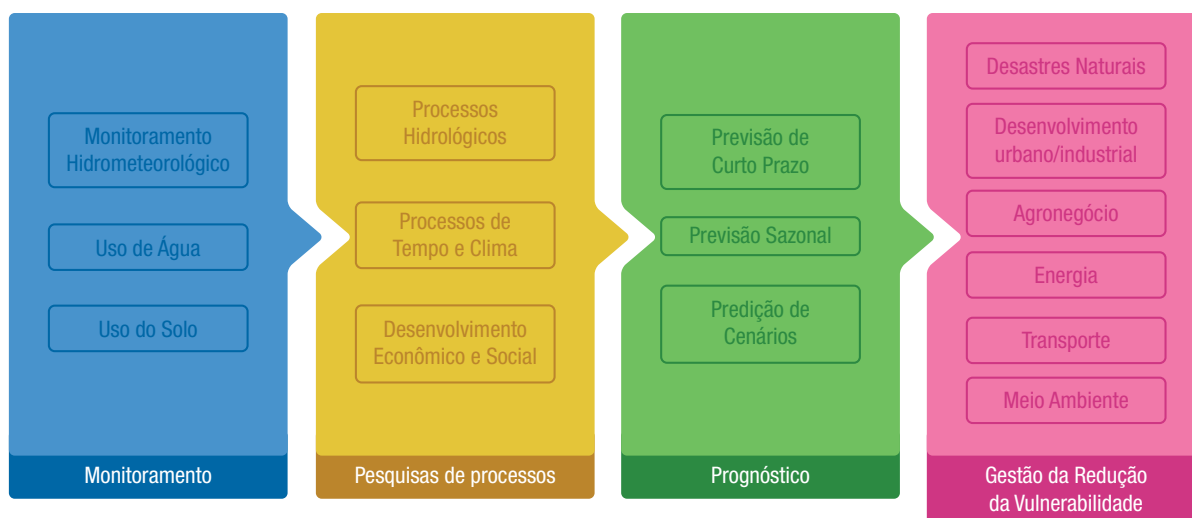 Monitoramento
Hidrometeorológico
Uso de Água
Uso do Solo
Monitoramento
Processos
Hidrológicos
Processos de
Tempo e Clima
Desenvolvimento
Econômico e Social
Pesquisas de processos
Previsão de
Curto Prazo
Previsão Sazonal
Predição de
Cenários
Prognóstico
Desastres Naturais
Desenvolvimento
urbano/industrial
Agronegócio
Energia
Transporte
Meio Ambiente
Gestão da Redução
da Vulnerabilidade